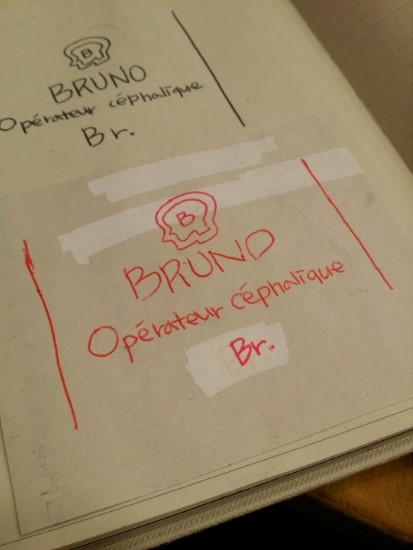 B
BRUNO
Opérateur céphalique
Br.
B
BRUNO
Opérateur céphalique
Br.